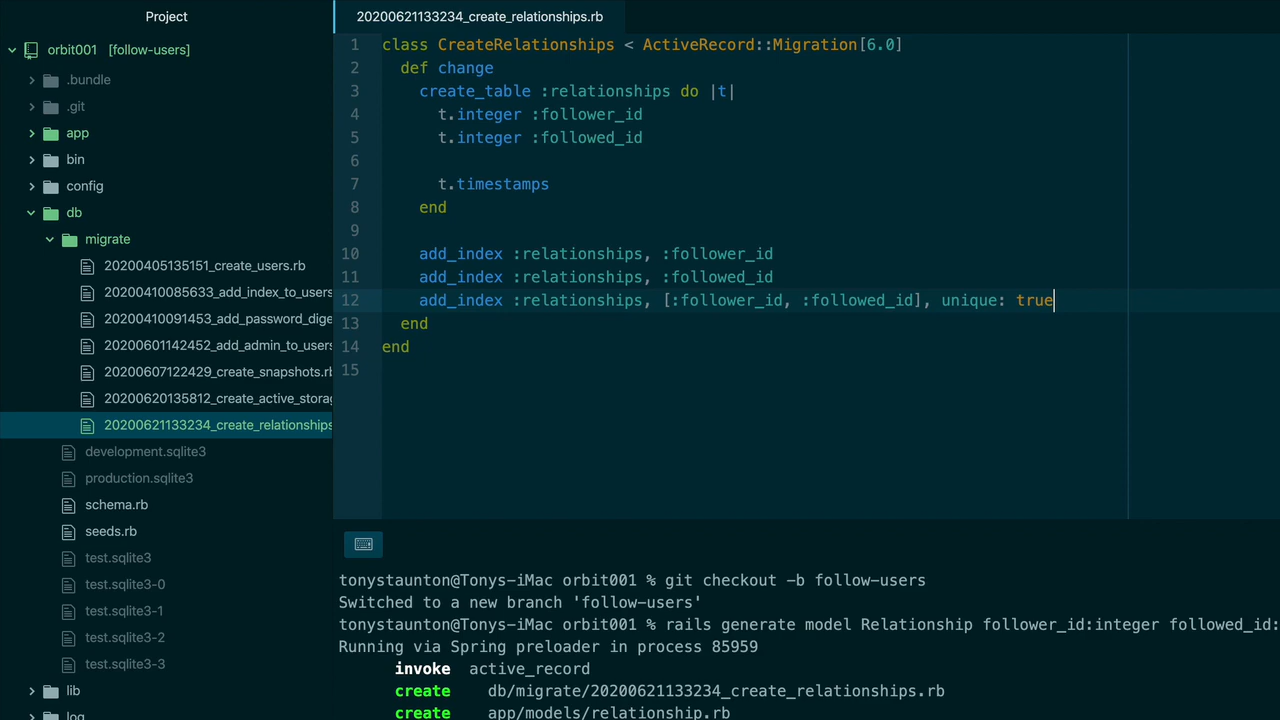 Project
orbit001 [follow-users]
.bundle
.git
app
bin
config
db
migrate
20200405135151_create_users.rb
20200410085633_add_index_to_users
20200410091453_add_password_dige
20200601142452_add_admin_to_users
20200607122429_create_snapshots.rb
20200620135812_create_active_storag
20200621133234_create_relationships
development.sqlite3
production.sqlite3
schema.rb
seeds.rb
test.sqlite3
test.sqlite3-0
test.sqlite3-1
test.sqlite3-2
test.sqlite3-3
lib
log
20200621133234_create_relationships.rb
1 class CreateRelationships < ActiveRecord::Migration[6.0]
2 def change
3 create_table :relationships do |t|
4 t.integer :follower_id
5 t.integer :followed_id
6
7 t.timestamps
8 end
9
10 add_index :relationships, :follower_id
11 add_index :relationships, :followed_id
12 add_index :relationships, [:follower_id, :followed_id], unique: true
13 end
14 end
15
tonystaunton@Tonys-iMac orbit001 % git checkout -b follow-users
Switched to a new branch 'follow-users'
tonystaunton@Tonys-iMac orbit001 % rails generate model Relationship follower_id:integer followed_id:
Running via Spring preloader in process 85959
invoke active_record
create db/migrate/20200621133234_create_relationships.rb
create app/models/relationship.rb